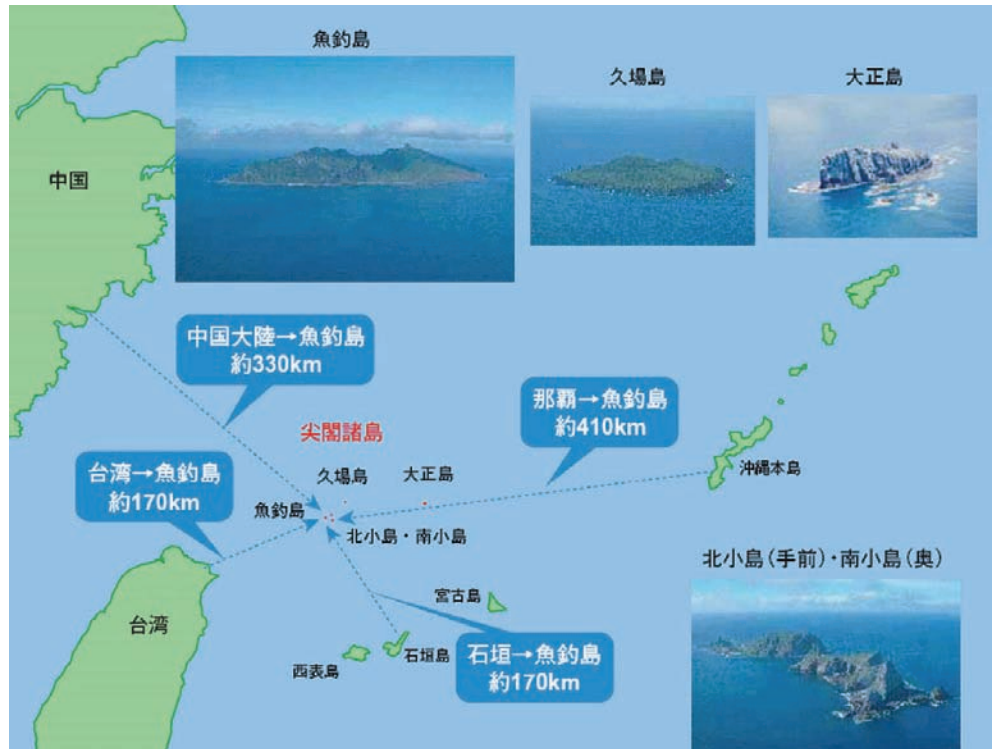 魚釣島
久場島
大正島
中国
中国大陸→魚釣島
約330km
那覇→魚釣島
約410km
尖閣諸島
台湾→魚釣島
約170km
久場島
大正島
沖縄本島
魚釣島
北小島・南小島
北小島(手前)・南小島(奥)
宮古島
台湾
石垣島
西表島
石垣→魚釣島
約170km